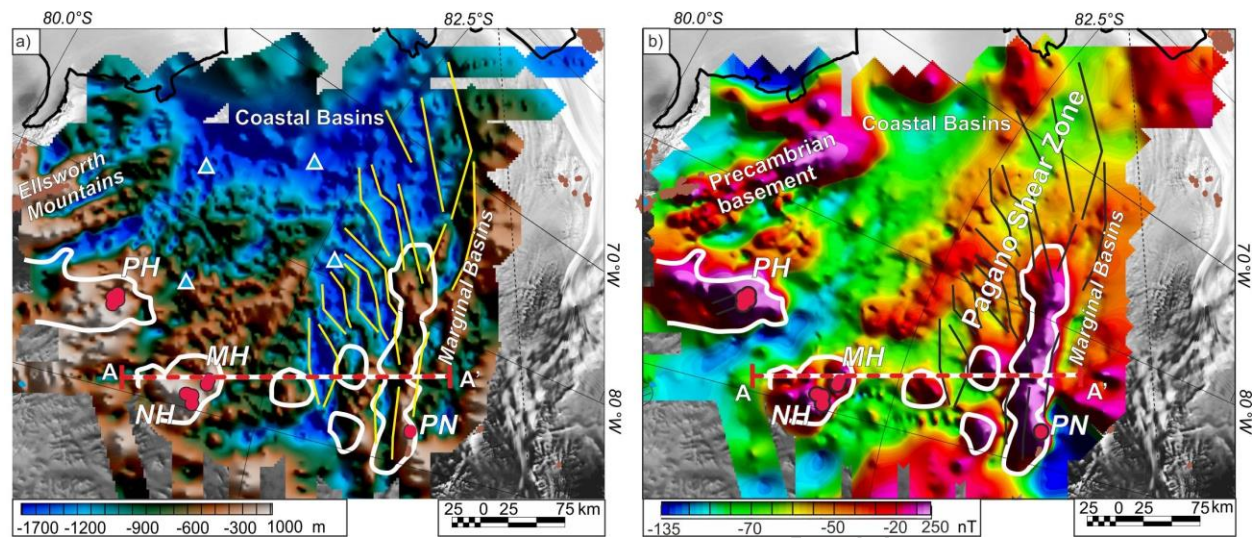 80.0°S
82.5°S
a)
Coastal Basins
Ellsworth
Mountains
PH
Marginal Basins
70°W
MH
A
A'
NH
PN
80°W
-1700 -1200 -900 -600 -300 1000 m
25 0 25 75 km
80.0°S
82.5°S
b)
Coastal Basins
Precambrian
basement
Pagano Shear Zone
PH
Marginal Basins
70°W
MH
A
A'
NH
PN
80°W
-135 -70 -50 -20 250 nT
25 0 25 75 km